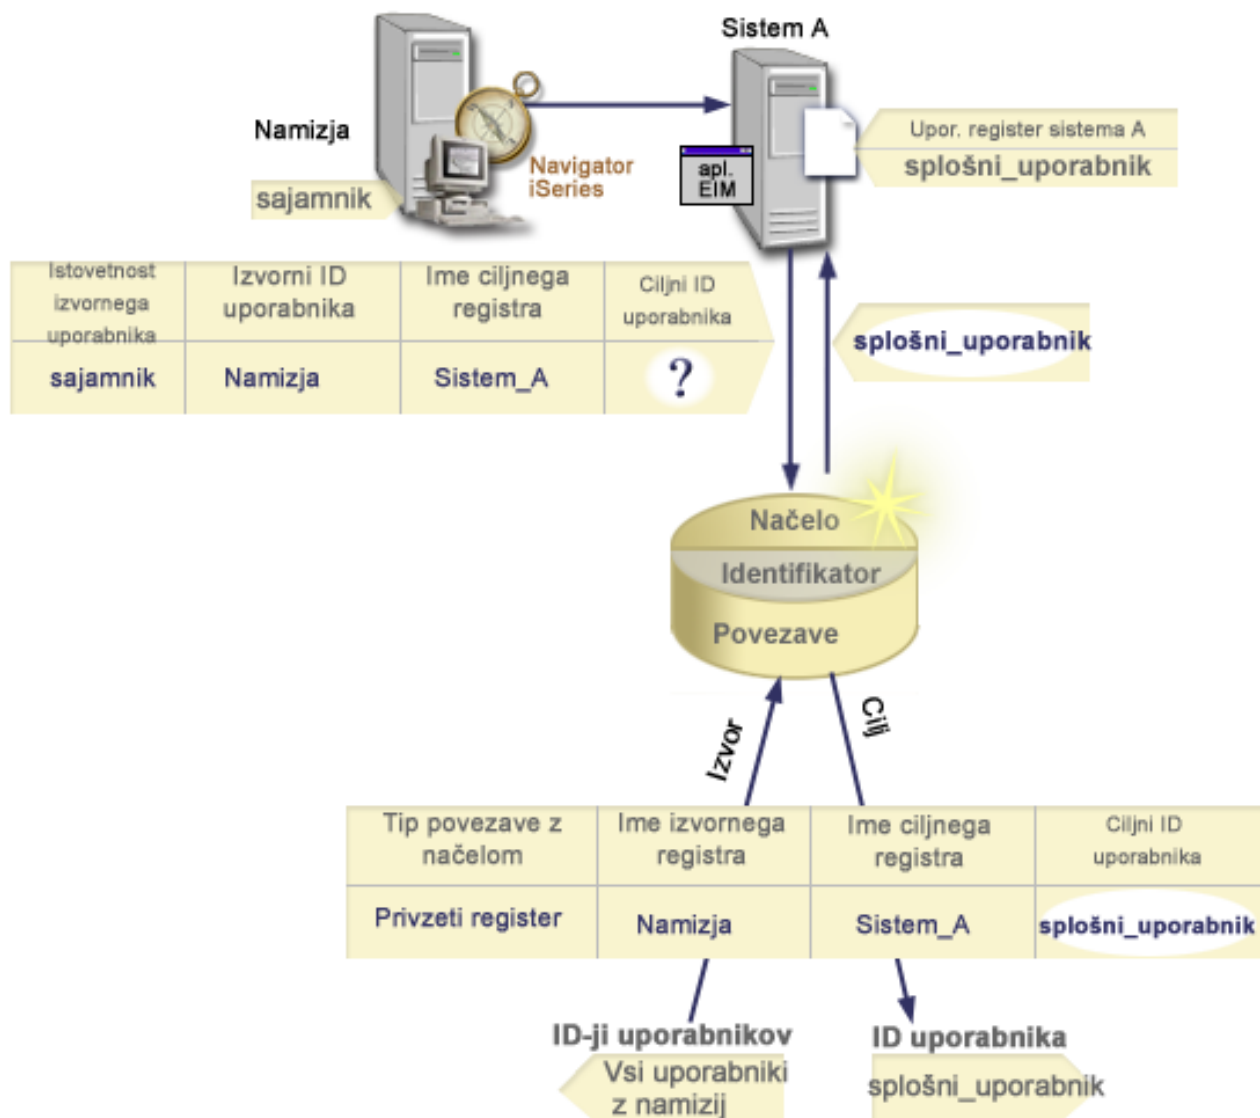 Sistem A
Namizja
Navigator
iSeries
sajamnik
apl.
EIM
Upor. register sistema A
splošni_uporabnik
Istovetnost
izvornega
uporabnika
Izvorni ID
uporabnika
Ime ciljnega
registra
Ciljni ID
uporabnika
sajamnik
Namizja
Sistem_A
?
splošni_uporabnik
Načelo
Identifikator
Povezave
Izvor
Cilj
Tip povezave z
načelom
Ime izvornega
registra
Ime ciljnega
registra
Ciljni ID
uporabnika
Privzeti register
Namizja
Sistem_A
splošni_uporabnik
ID-ji uporabnikov
Vsi uporabniki
z namizij
ID uporabnika
splošni_uporabnik